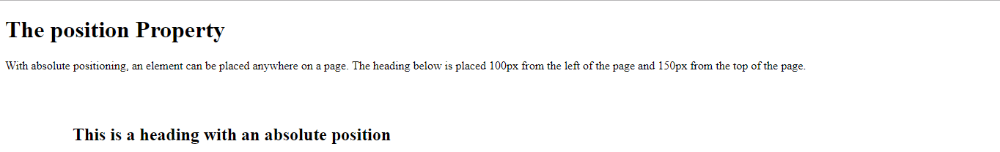 The position Property
With absolute positioning, an element can be placed anywhere on a page. The heading below is placed 100px from the left of the page and 150px from the top of the page.
This is a heading with an absolute position